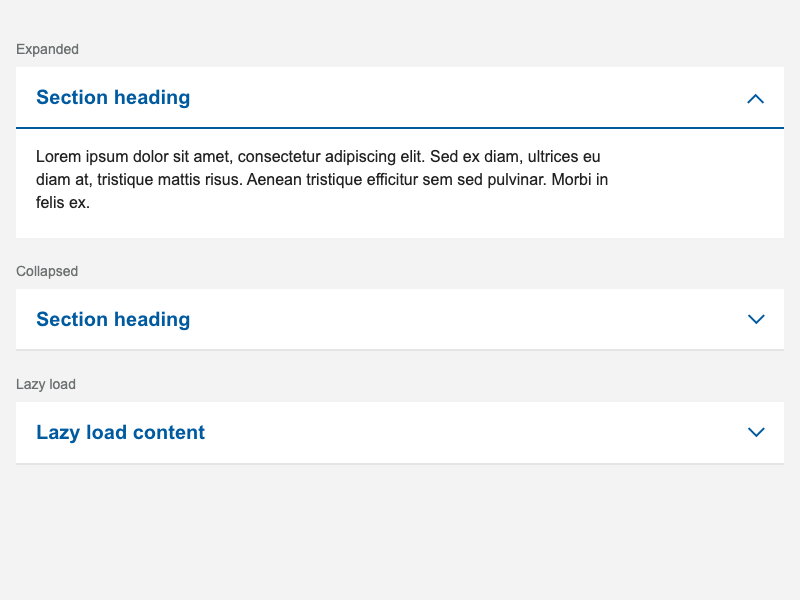 Expanded
Section heading
Lorem ipsum dolor sit amet, consectetur adipiscing elit. Sed ex diam, ultrices eu
diam at, tristique mattis risus. Aenean tristique efficitur sem sed pulvinar. Morbi in
felis ex.
Collapsed
Section heading
Lazy load
Lazy load content